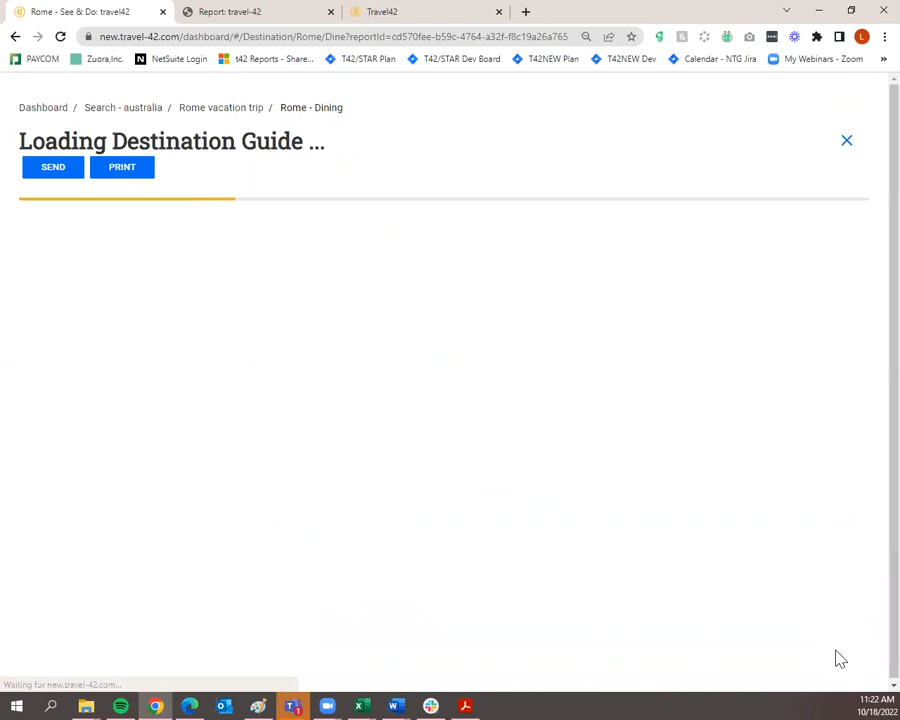 Rome - See & Do: travel42
Report: travel-42
Travel42
new.travel-42.com/dashboard/#/Destination/Rome/Dine?reportId=cd570fee-b59c-4764-a32f-f8c19a26a765
L
PAYCOM
Zuora,Inc.
NetSuite Login
t42 Reports - Share...
T42/STAR Plan
T42/STAR Dev Board
T42NEW Plan
T42NEW Dev
Calendar - NTG Jira
My Webinars - Zoom
Dashboard / Search - australia / Rome vacation trip / Rome - Dining
Loading Destination Guide ...
SEND
PRINT
Waiting for new.travel-42.com...
11:22 AM
10/18/2022